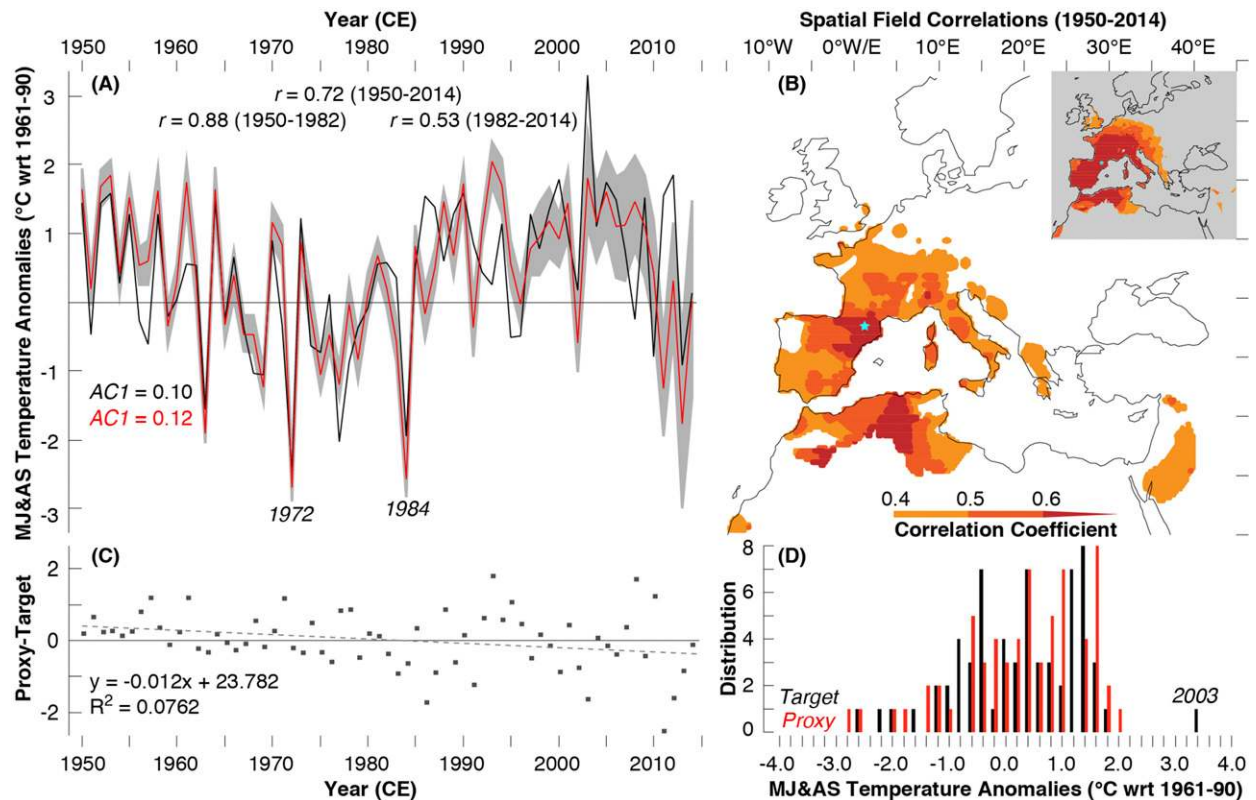 Year (CE)
1950 1960 1970 1980 1990 2000 2010
Spatial Field Correlations (1950-2014)
10°W 0°W/E 10°E 20°E 30°E 40°E
(A)
r = 0.72 (1950-2014)
r = 0.88 (1950-1982) r = 0.53 (1982-2014)
MJ&AS Temperature Anomalies (°C wrt 1961-90)
3
2
1
0
-1
-2
-3
AC1 = 0.10
AC1 = 0.12
1972 1984
(B)
0.4 0.5 0.6
Correlation Coefficient
(C)
Proxy-Target
2
0
-2
y = -0.012x + 23.782
R² = 0.0762
1950 1960 1970 1980 1990 2000 2010
Year (CE)
(D)
Distribution
8
6
4
2
0
Target
Proxy
2003
-4.0 -3.0 -2.0 -1.0 0.0 1.0 2.0 3.0 4.0
MJ&AS Temperature Anomalies (°C wrt 1961-90)